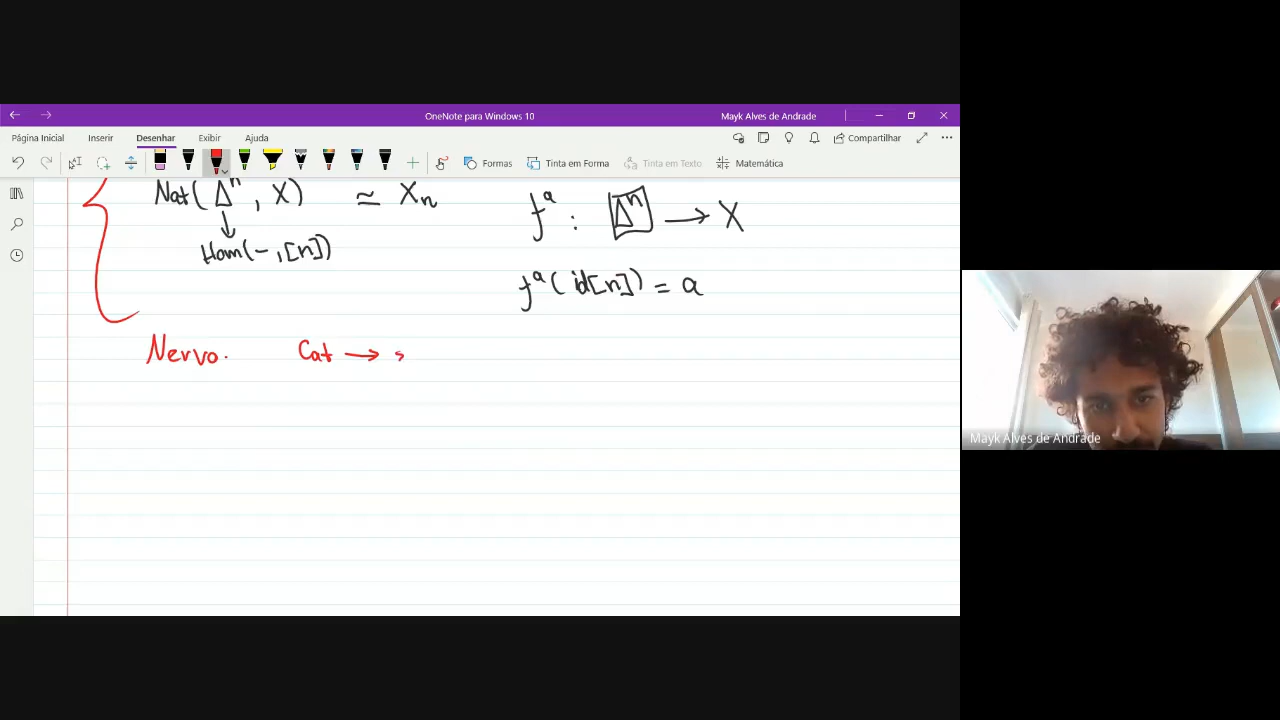 OneNote para Windows 10
Mayk Alves de Andrade
Página Inicial Inserir Desenhar Exibir Ajuda
Compartilhar
Formas Tinta em Forma Tinta em Texto Matemática
Nat(Δⁿ, X) ≃ Xₙ
fᵃ : Δⁿ → X
↓
Hom(-, [n])
fᵃ(id[n]) = a
Nervo. Cat → s
Mayk Alves de Andrade